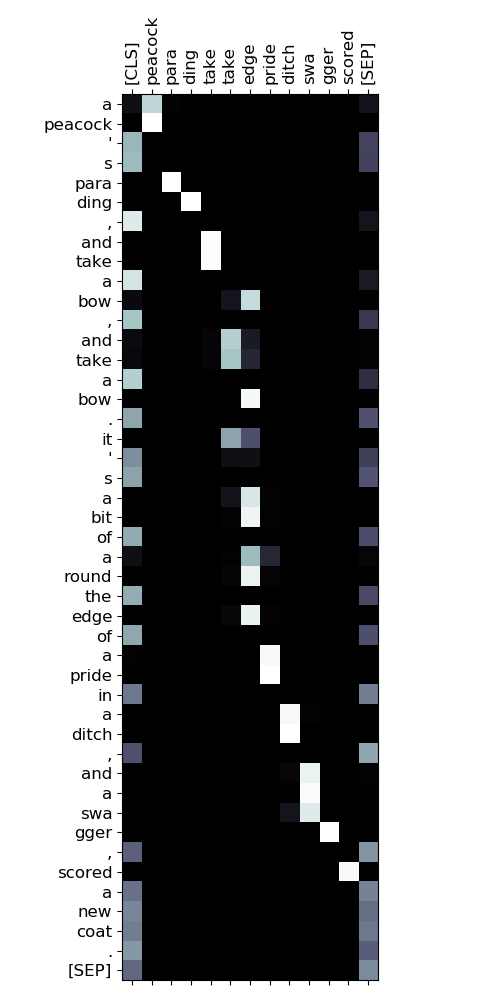 [CLS]
peacock
para
ding
take
take
edge
pride
ditch
swa
gger
scored
[SEP]
a
peacock
'
s
para
ding
,
and
take
a
bow
,
and
take
a
bow
.
it
'
s
a
bit
of
a
round
the
edge
of
a
pride
in
a
ditch
,
and
a
swa
gger
,
scored
a
new
coat
.
[SEP]